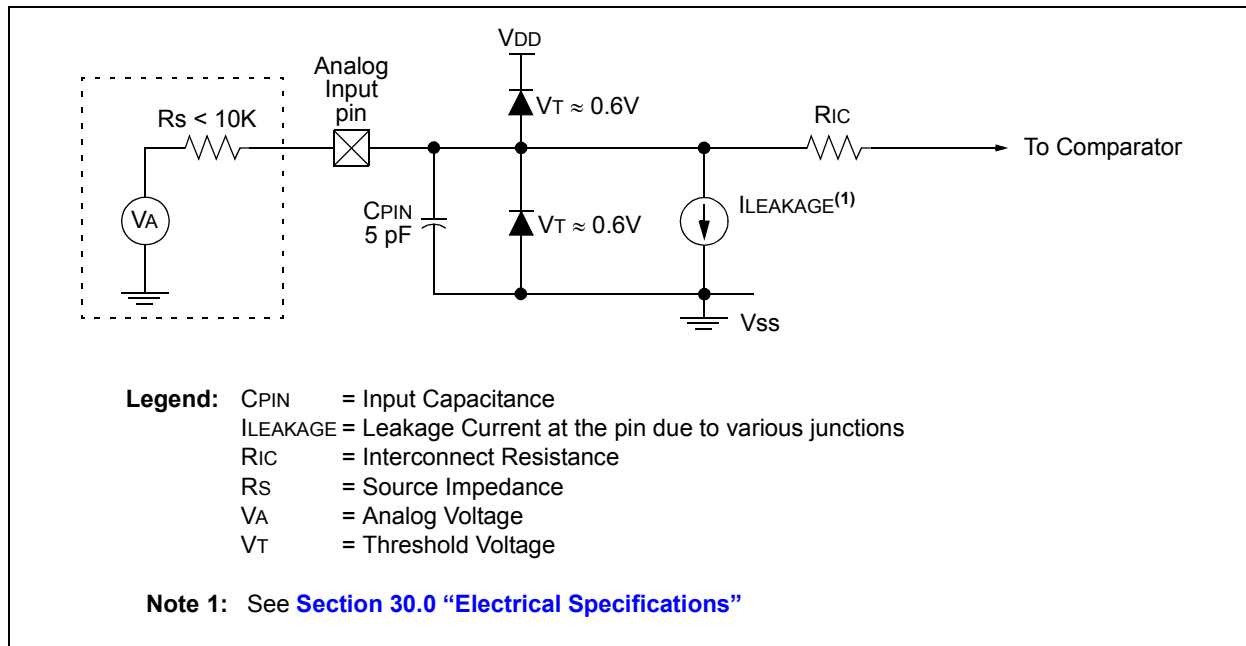 VDD
Analog
Input
pin
Rs < 10K
VT ≈ 0.6V
RIC
To Comparator
VA
CPIN
5 pF
VT ≈ 0.6V
ILEAKAGE(1)
Vss
Legend: CPIN = Input Capacitance
ILEAKAGE = Leakage Current at the pin due to various junctions
RIC = Interconnect Resistance
RS = Source Impedance
VA = Analog Voltage
VT = Threshold Voltage
Note 1: See Section 30.0 “Electrical Specifications”